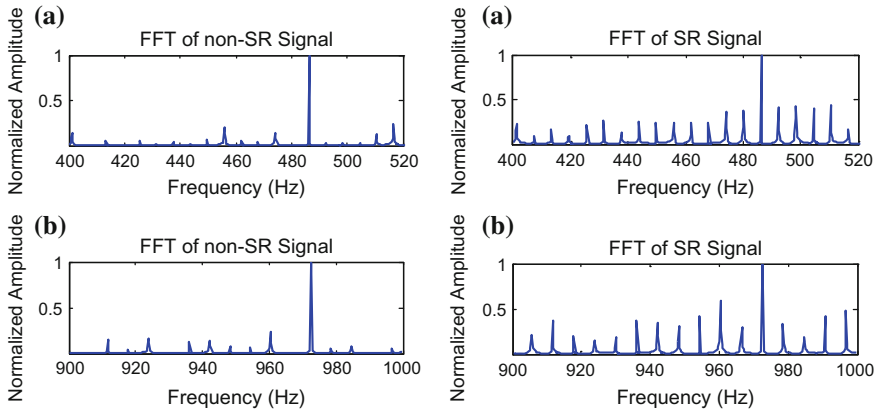 (a)
FFT of non-SR Signal
Normalized Amplitude
1
0.5
400 420 440 460 480 500 520
Frequency (Hz)
(a)
FFT of SR Signal
Normalized Amplitude
1
0.5
400 420 440 460 480 500 520
Frequency (Hz)
(b)
FFT of non-SR Signal
Normalized Amplitude
1
0.5
900 920 940 960 980 1000
Frequency (Hz)
(b)
FFT of SR Signal
Normalized Amplitude
1
0.5
900 920 940 960 980 1000
Frequency (Hz)